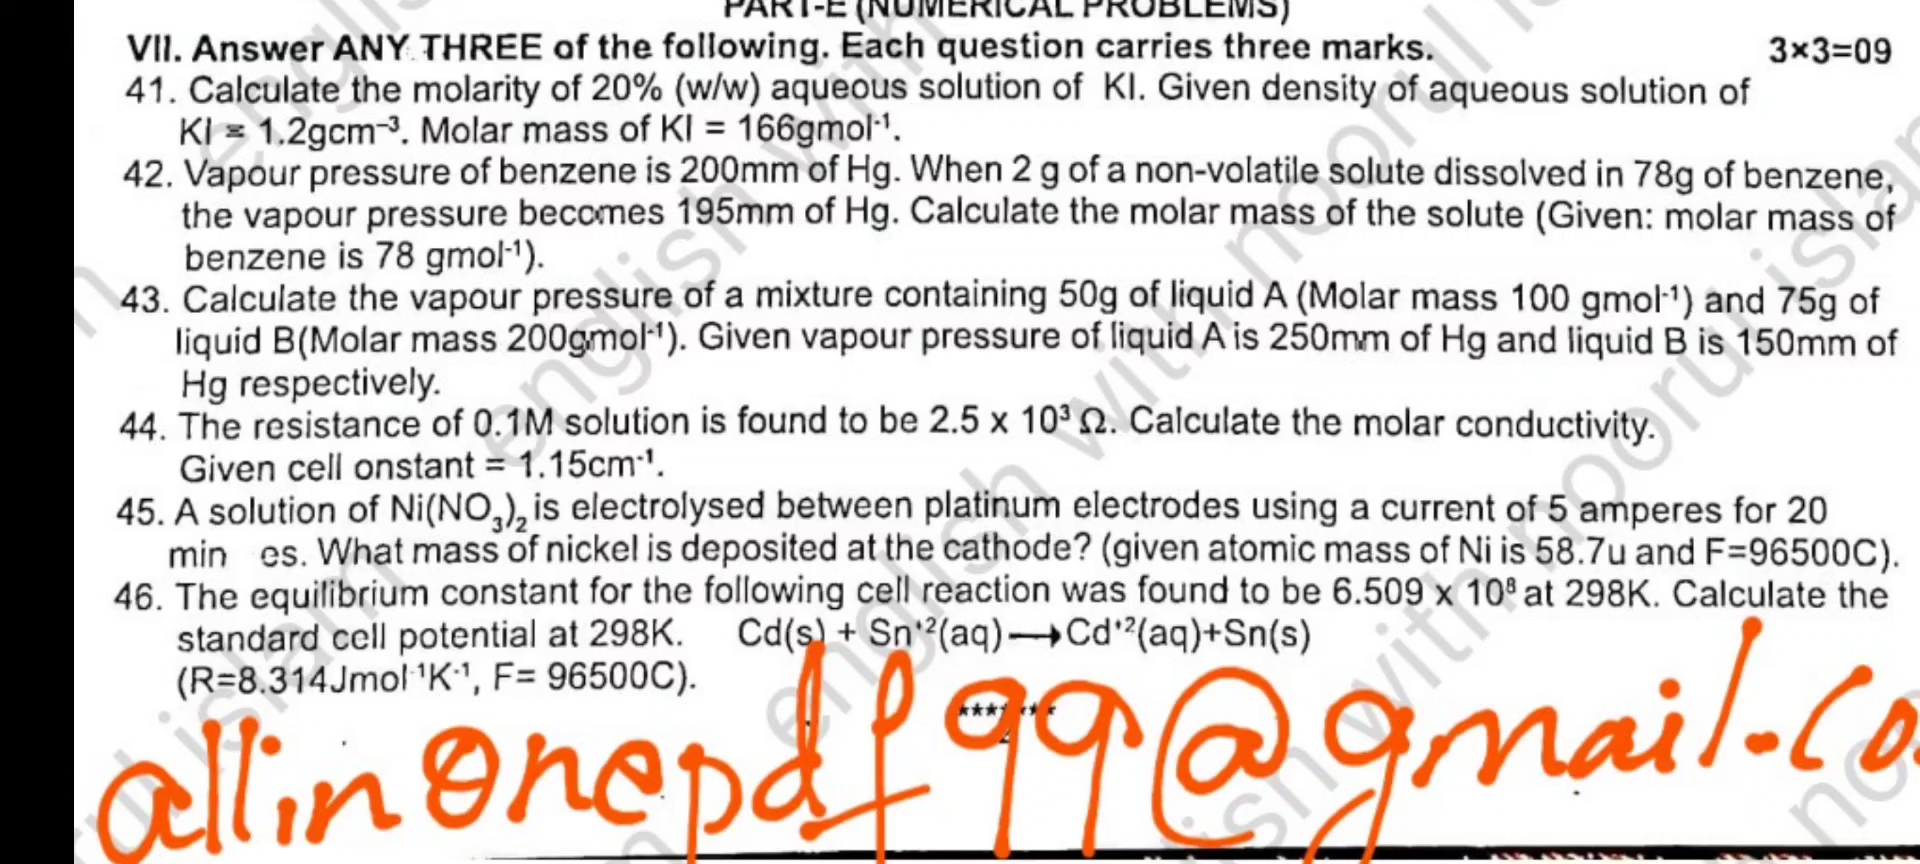 PART-E (NUMERICAL PROBLEMS)
VII. Answer ANY THREE of the following. Each question carries three marks. 3×3=09
41. Calculate the molarity of 20% (w/w) aqueous solution of KI. Given density of aqueous solution of
KI = 1.2gcm⁻³. Molar mass of KI = 166gmol⁻¹.
42. Vapour pressure of benzene is 200mm of Hg. When 2 g of a non-volatile solute dissolved in 78g of benzene,
the vapour pressure becomes 195mm of Hg. Calculate the molar mass of the solute (Given: molar mass of
benzene is 78 gmol⁻¹).
43. Calculate the vapour pressure of a mixture containing 50g of liquid A (Molar mass 100 gmol⁻¹) and 75g of
liquid B(Molar mass 200gmol⁻¹). Given vapour pressure of liquid A is 250mm of Hg and liquid B is 150mm of
Hg respectively.
44. The resistance of 0.1M solution is found to be 2.5 x 10³ Ω. Calculate the molar conductivity.
Given cell onstant = 1.15cm⁻¹.
45. A solution of Ni(NO₃)₂ is electrolysed between platinum electrodes using a current of 5 amperes for 20
min es. What mass of nickel is deposited at the cathode? (given atomic mass of Ni is 58.7u and F=96500C).
46. The equilibrium constant for the following cell reaction was found to be 6.509 x 10⁸ at 298K. Calculate the
standard cell potential at 298K. Cd(s) + Sn⁺²(aq)⟶Cd⁺²(aq)+Sn(s)
(R=8.314Jmol⁻¹K⁻¹, F= 96500C).
*******
allinonepdf99@gmail.co
english with noorul islam